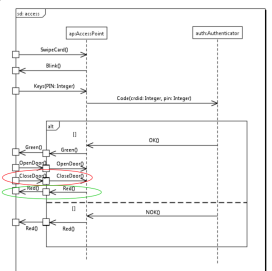 sd: access
ap:AccessPoint
auth:Authenticator
SwipeCard()
Blink()
Keys(PIN: Integer)
Code(crdid: Integer, pin: Integer)
alt
[]
OK()
Green()
Green()
OpenDoor()
OpenDoor()
CloseDoor()
CloseDoor()
Red()
Red()
[]
NOK()
Red()
Red()